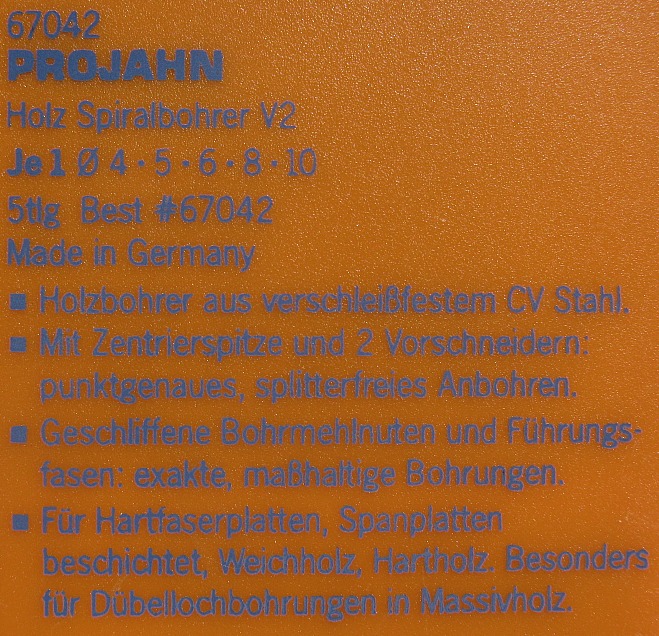 67042
PROJAHN
Holz Spiralbohrer V2
Je 1 Ø 4 · 5 · 6 · 8 · 10
5tlg Best #67042
Made in Germany
■ Holzbohrer aus verschleißfestem CV Stahl.
■ Mit Zentrierspitze und 2 Vorschneidern:
punktgenaues, splitterfreies Anbohren.
■ Geschliffene Bohrmehlnuten und Führungs-
fasen: exakte, maßhaltige Bohrungen.
■ Für Hartfaserplatten, Spanplatten
beschichtet, Weichholz, Hartholz. Besonders
für Dübellochbohrungen in Massivholz.